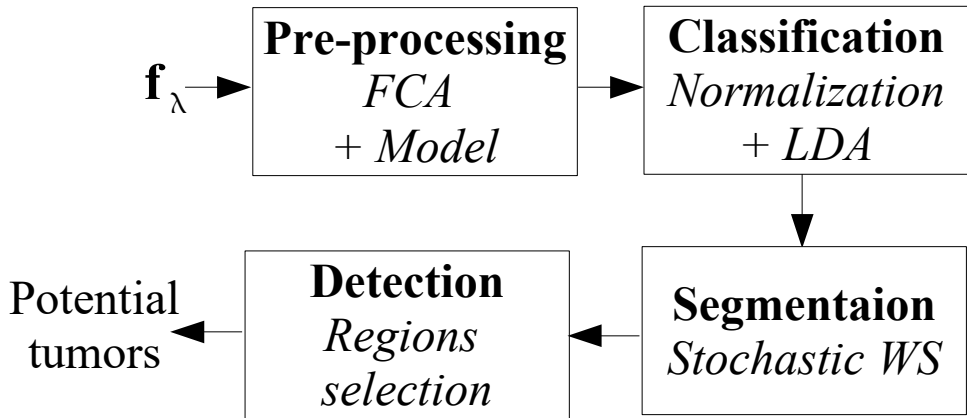 f λ
Pre-processing
FCA
+ Model
Classification
Normalization
+ LDA
Segmentaion
Stochastic WS
Detection
Regions
selection
Potential
tumors